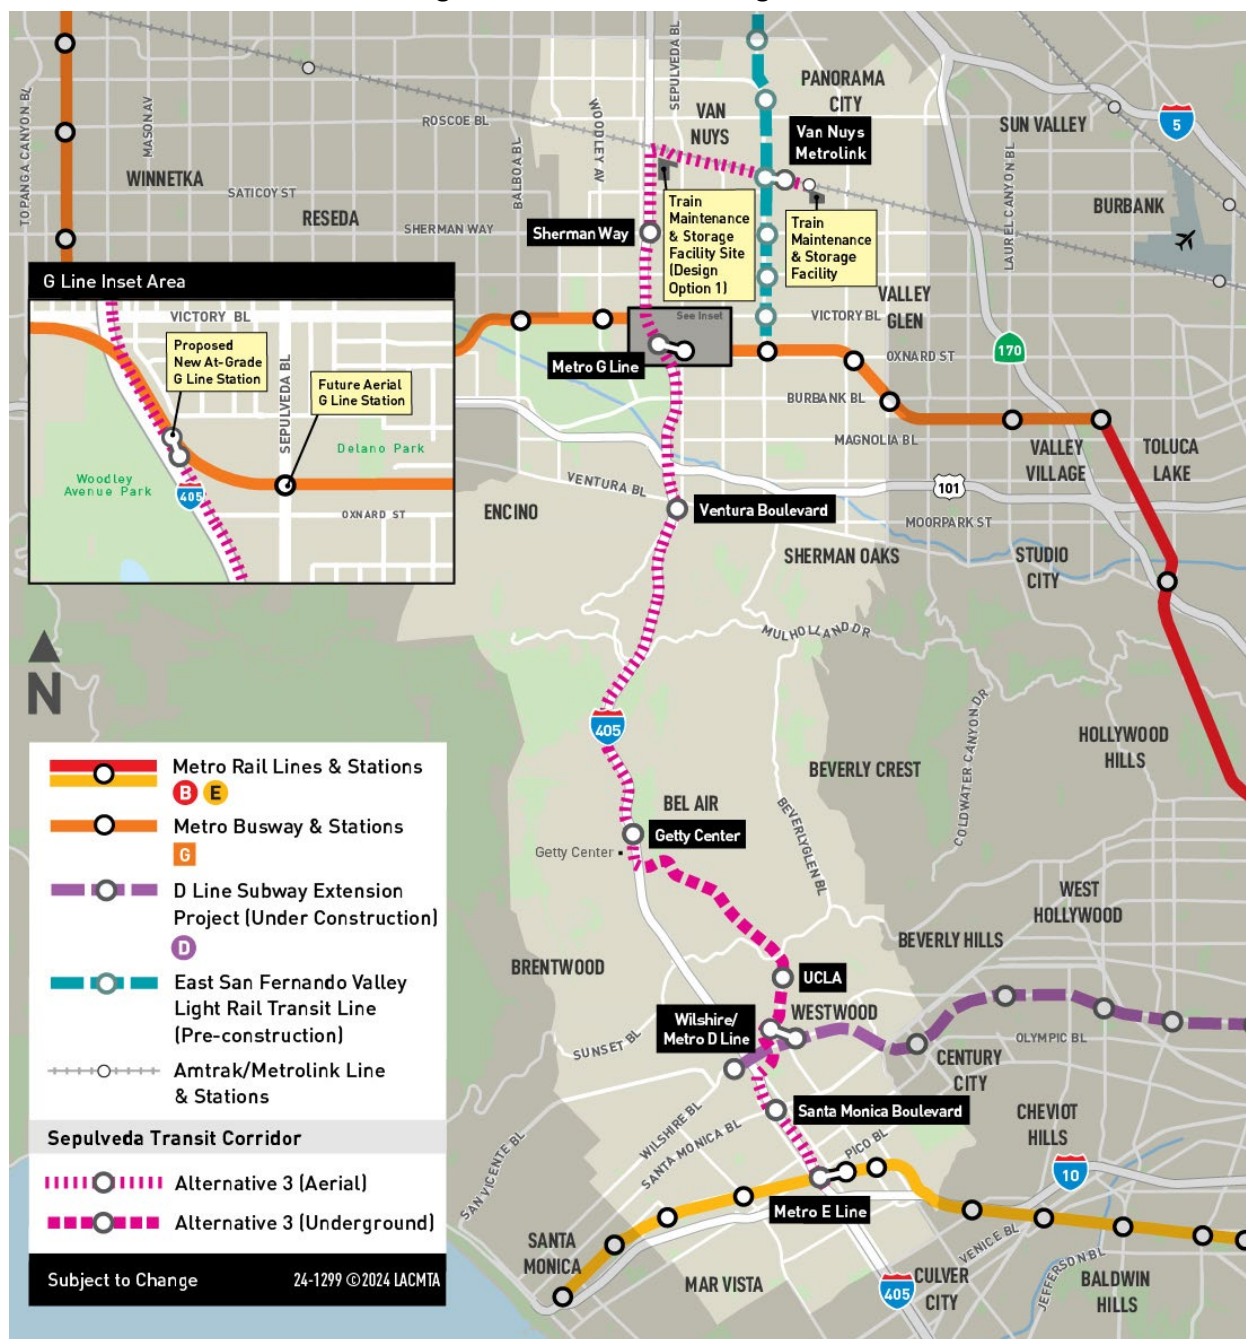 SEPULVEDA BL
TOPANGA CANYON BL
MASON AV
WINNETKA
SATICOY ST
RESEDA
ROSCOE BL
SHERMAN WAY
BALBOA BL
WOODLEY AV
VAN
NUYS
PANORAMA
CITY
Van Nuys
Metrolink
SUN VALLEY
5
LAUREL CANYON BL
BURBANK
Sherman Way
Train
Maintenance
& Storage
Facility Site
(Design
Option 1)
Train
Maintenance
& Storage
Facility
VALLEY
GLEN
VICTORY BL
See Inset
Metro G Line
OXNARD ST
170
BURBANK BL
MAGNOLIA BL
VALLEY
VILLAGE
TOLUCA
LAKE
G Line Inset Area
VICTORY BL
Proposed
New At-Grade
G Line Station
SEPULVEDA BL
Future Aerial
G Line Station
Delano Park
Woodley
Avenue Park
405
OXNARD ST
VENTURA BL
101
ENCINO
Ventura Boulevard
MOORPARK ST
SHERMAN OAKS
STUDIO
CITY
MULHOLLAND DR
N
405
COLDWATER CANYON DR
HOLLYWOOD
HILLS
BEVERLY CREST
BEL AIR
BEVERLYGLEN BL
Getty Center
Getty Center
WEST
HOLLYWOOD
BEVERLY HILLS
BRENTWOOD
UCLA
WESTWOOD
Wilshire/
Metro D Line
SUNSET BL
OLYMPIC BL
CENTURY
CITY
Santa Monica Boulevard
CHEVIOT
HILLS
WILSHIRE BL
SANTA MONICA BL
PICO BL
SAN VICENTE BL
10
Metro E Line
SANTA
MONICA
VENICE BL
JEFFERSON BL
MAR VISTA
405
CULVER
CITY
BALDWIN
HILLS
Metro Rail Lines & Stations
B E
Metro Busway & Stations
G
D Line Subway Extension
Project (Under Construction)
D
East San Fernando Valley
Light Rail Transit Line
(Pre-construction)
Amtrak/Metrolink Line
& Stations
Sepulveda Transit Corridor
Alternative 3 (Aerial)
Alternative 3 (Underground)
Subject to Change 24-1299 ©2024 LACMTA